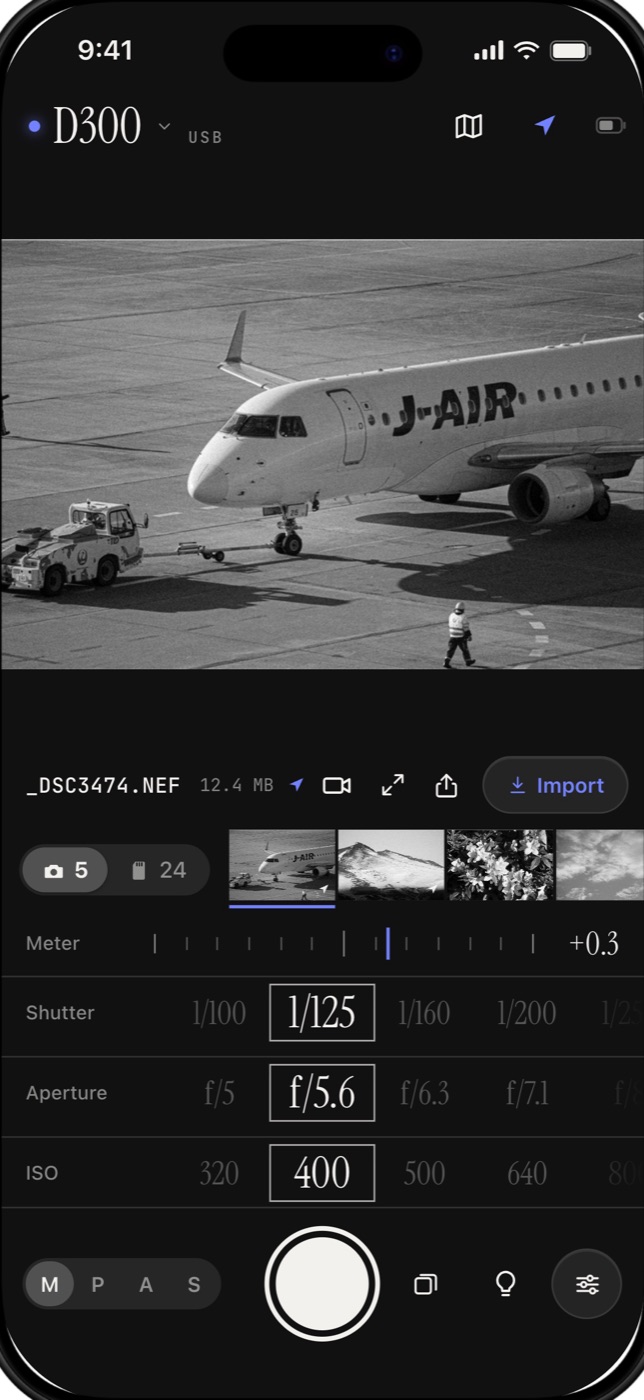 9:41
D300 USB
J-AIR
_DSC3474.NEF 12.4 MB Import
5 24
J-AIR
Meter +0.3
Shutter 1/100 1/125 1/160 1/200
Aperture f/5 f/5.6 f/6.3 f/7.1
ISO 320 400 500 640
M P A S